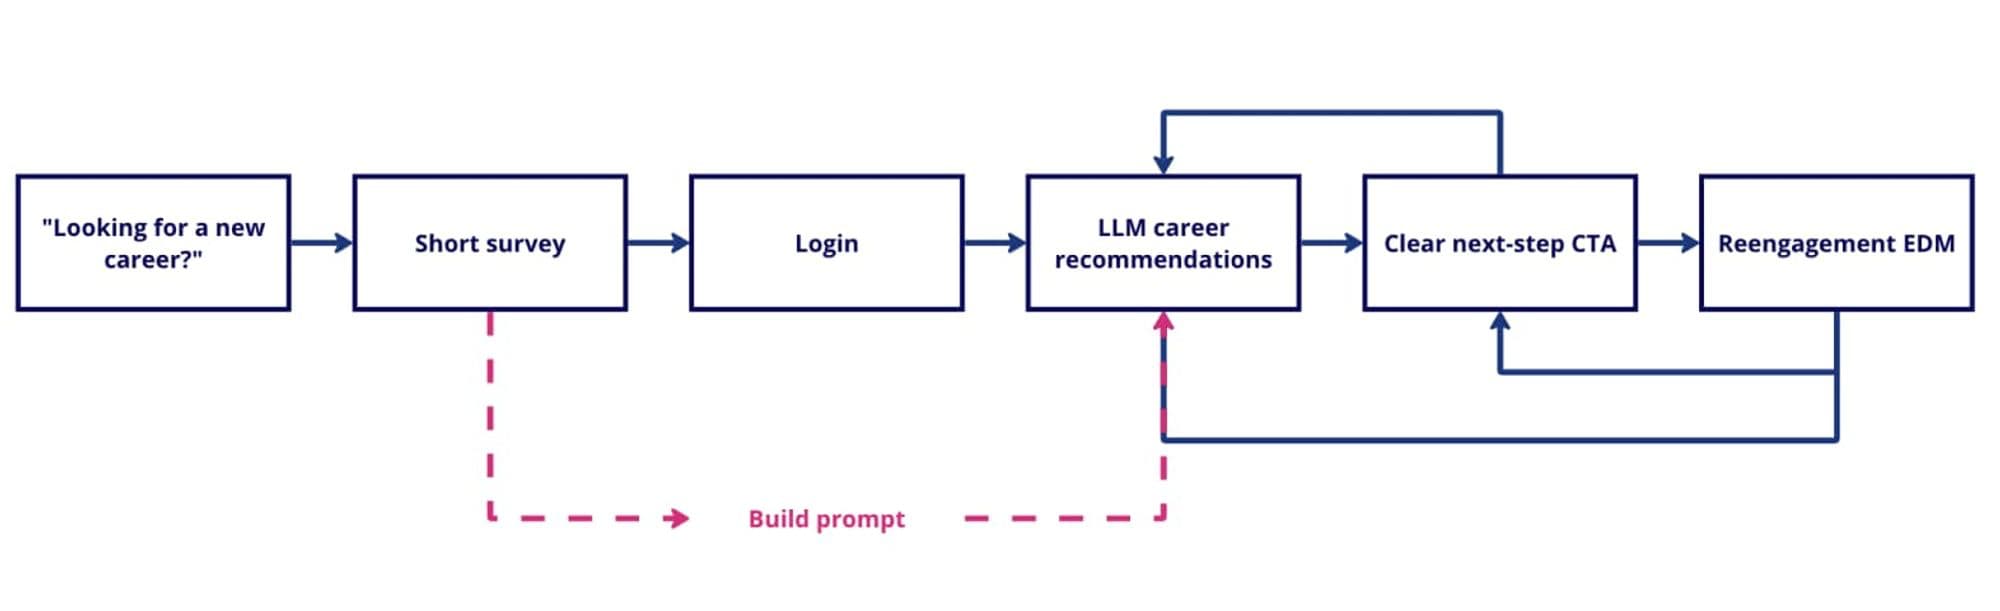 "Looking for a new
career?"
Short survey
Login
LLM career
recommendations
Clear next-step CTA
Reengagement EDM
Build prompt